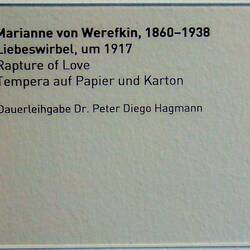 Marianne von Werefkin, 1860–1938
Liebeswirbel, um 1917
Rapture of Love
Tempera auf Papier und Karton
Dauerleihgabe Dr. Peter Diego Hagmann